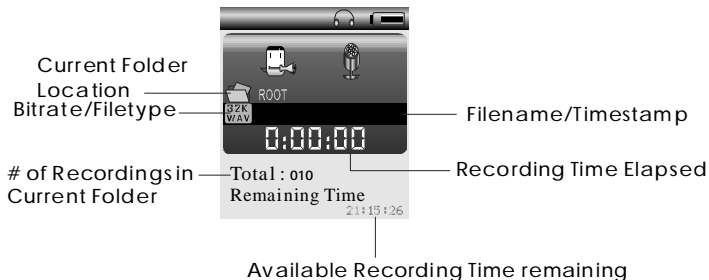 Current Folder
Location
ROOT
Bitrate/Filetype
32K
WAV
Filename/Timestamp
0:00:00
# of Recordings in
Current Folder
Total : 010
Recording Time Elapsed
Remaining Time
21:15:26
Available Recording Time remaining